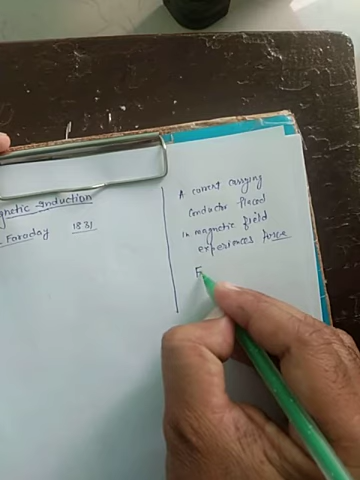 gnetic Induction
Faraday 1831
A current carrying
conductor placed
in magnetic field
experiences force
F